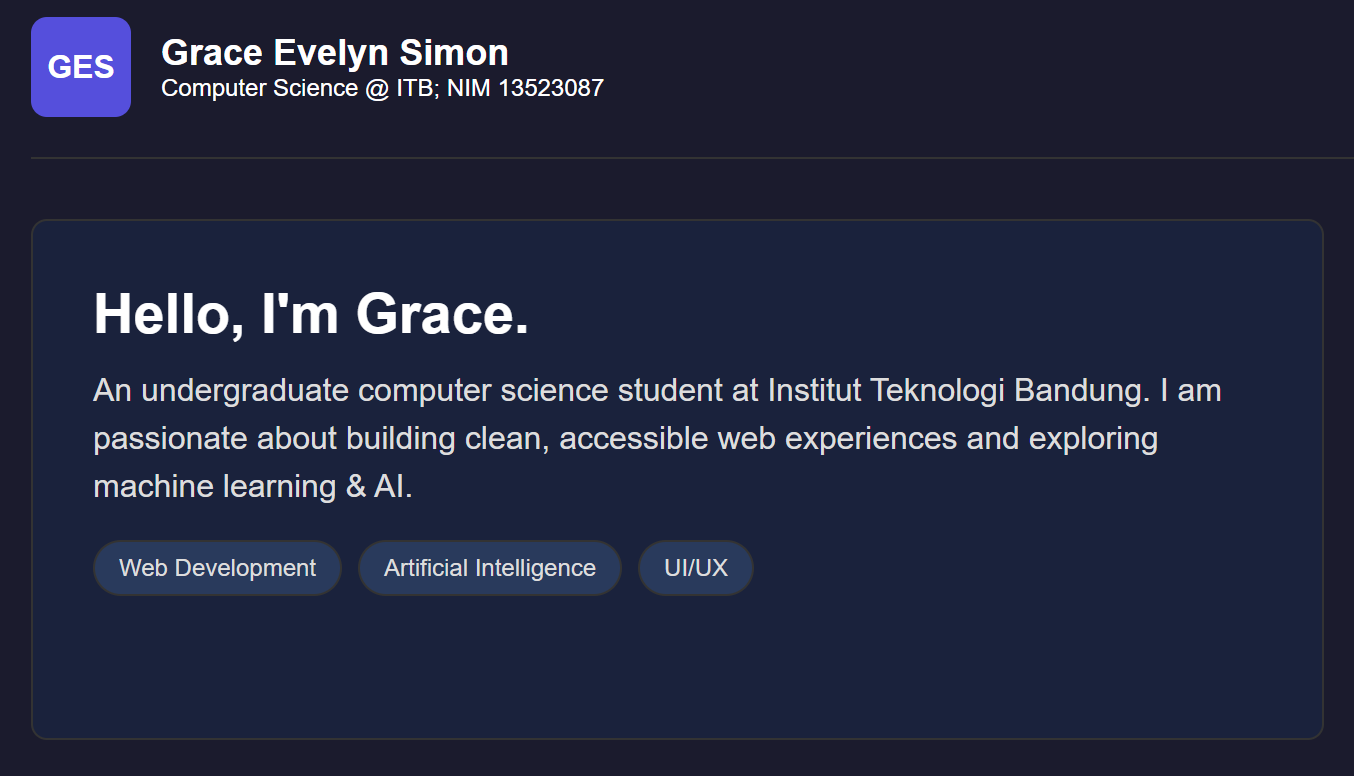 GES
Grace Evelyn Simon
Computer Science @ ITB; NIM 13523087
Hello, I'm Grace.
An undergraduate computer science student at Institut Teknologi Bandung. I am
passionate about building clean, accessible web experiences and exploring
machine learning & AI.
Web Development
Artificial Intelligence
UI/UX